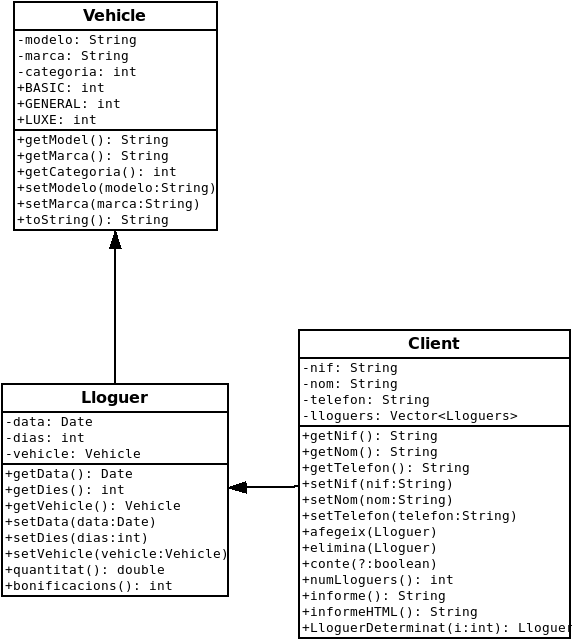 Vehicle
-modelo: String
-marca: String
-categoria: int
+BASIC: int
+GENERAL: int
+LUXE: int
+getModel(): String
+getMarca(): String
+getCategoria(): int
+setModelo(modelo:String)
+setMarca(marca:String)
+toString(): String
Lloguer
-data: Date
-dias: int
-vehicle: Vehicle
+getData(): Date
+getDies(): int
+getVehicle(): Vehicle
+setData(data:Date)
+setDies(dias:int)
+setVehicle(vehicle:Vehicle)
+quantitat(): double
+bonificacions(): int
Client
-nif: String
-nom: String
-telefon: String
-lloguers: Vector<Lloguers>
+getNif(): String
+getNom(): String
+getTelefon(): String
+setNif(nif:String)
+setNom(nom:String)
+setTelefon(telefon:String)
+afegeix(Lloguer)
+elimina(Lloguer)
+conte(?:boolean)
+numLloguers(): int
+informe(): String
+informeHTML(): String
+LloguerDeterminat(i:int): Lloguer